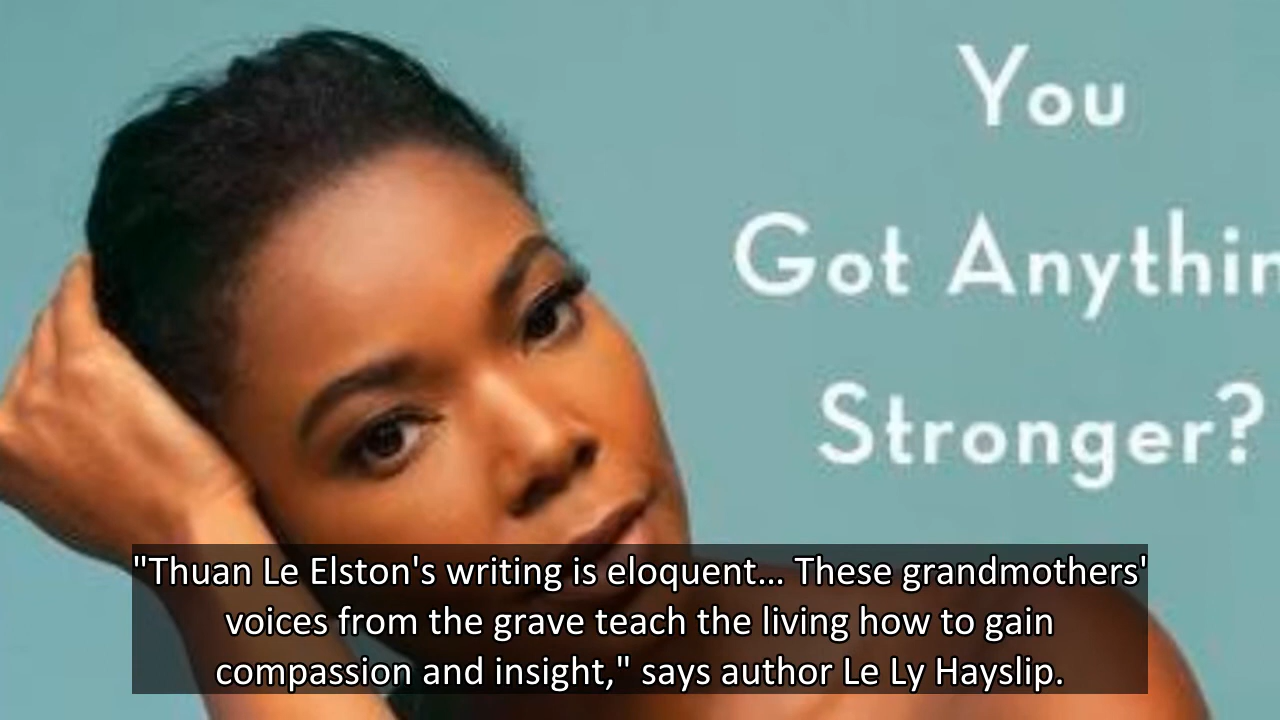 You
Got Anythin
Stronger?
"Thuan Le Elston's writing is eloquent... These grandmothers'
voices from the grave teach the living how to gain
compassion and insight," says author Le Ly Hayslip.